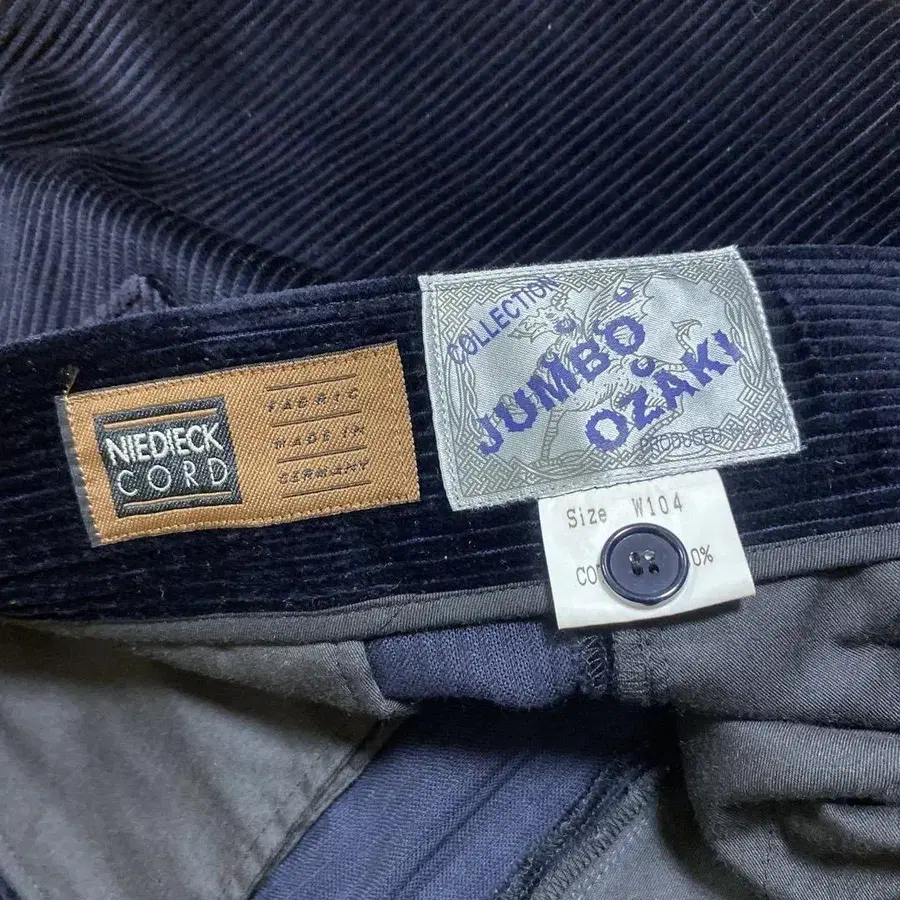 NIEDIECK
CORD
FABRIC
MADE IN
GERMANY
COLLECTION
JUMBO
OZAKI
PRODUCED
Size W104
CO 0%